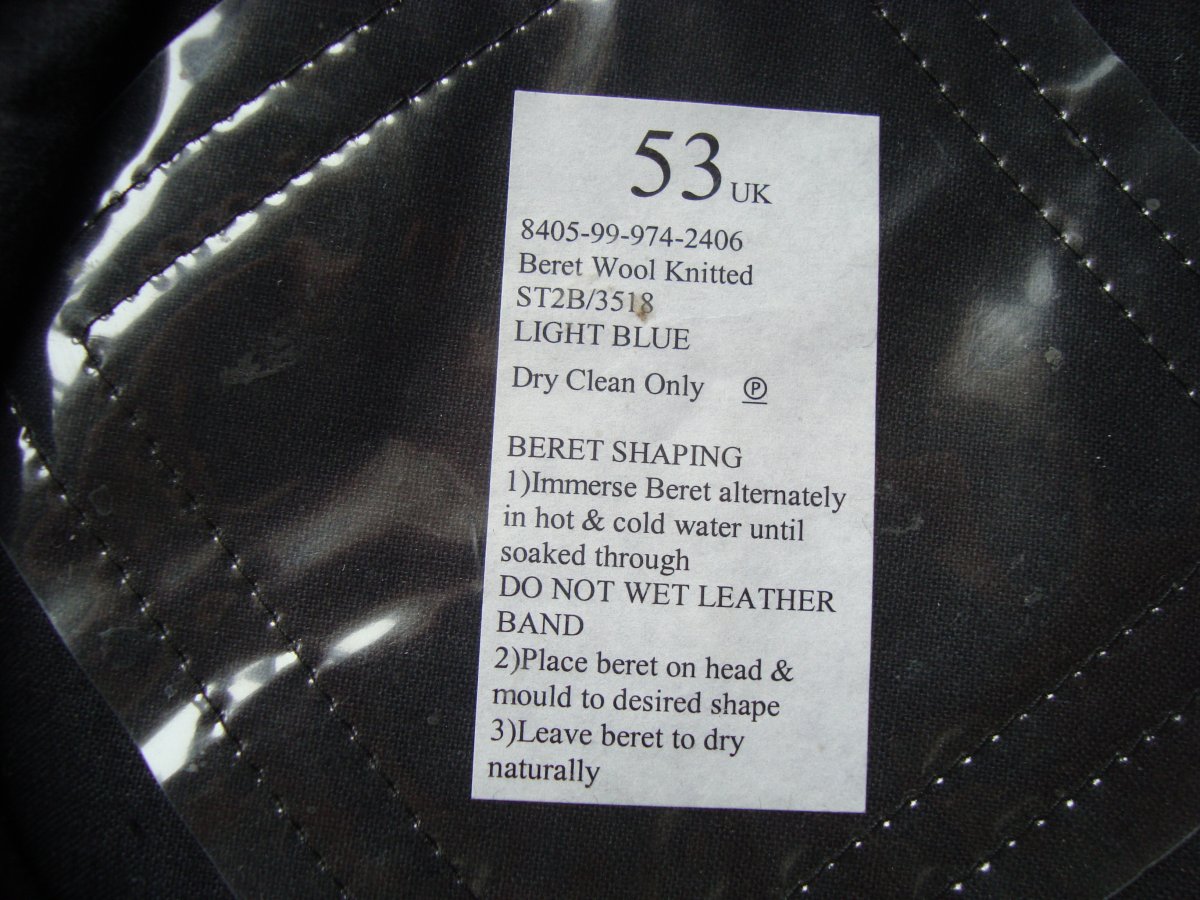 53 UK
8405-99-974-2406
Beret Wool Knitted
ST2B/3518
LIGHT BLUE
Dry Clean Only Ⓟ
BERET SHAPING
1)Immerse Beret alternately
in hot & cold water until
soaked through
DO NOT WET LEATHER
BAND
2)Place beret on head &
mould to desired shape
3)Leave beret to dry
naturally